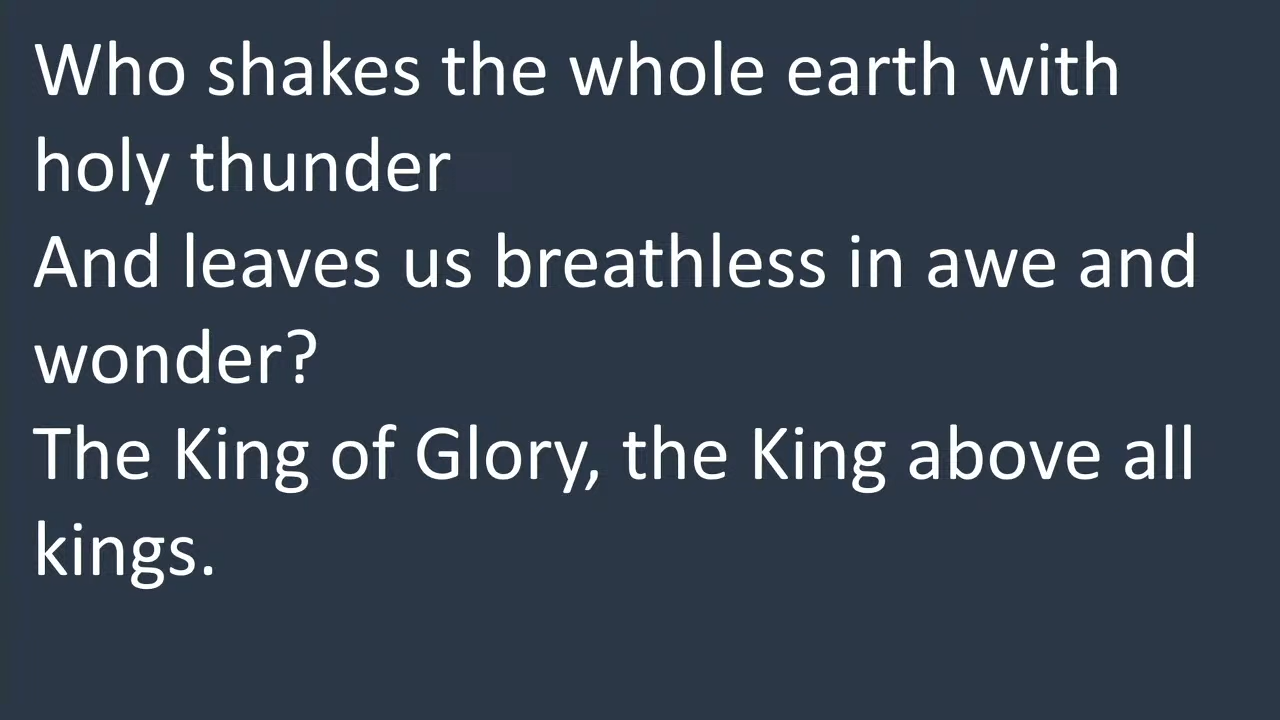 Who shakes the whole earth with
holy thunder
And leaves us breathless in awe and
wonder?
The King of Glory, the King above all
kings.